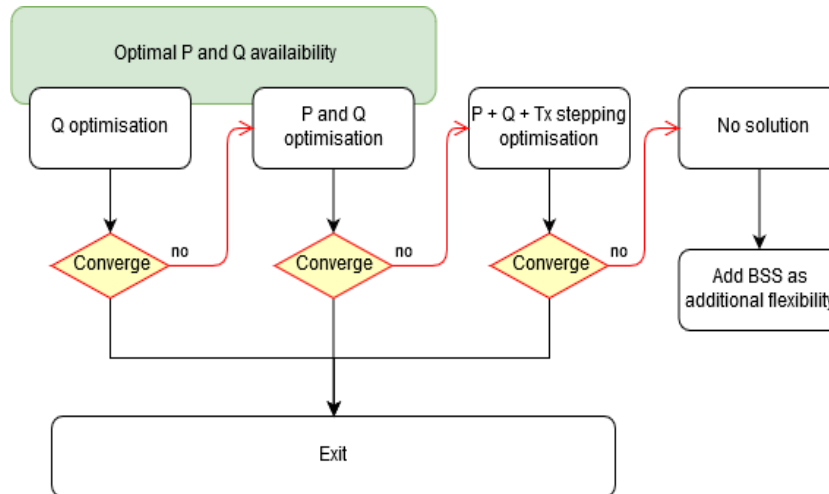 Optimal P and Q availaibility
Q optimisation
P and Q
optimisation
P + Q + Tx stepping
optimisation
No solution
Converge
no
Converge
no
Converge
no
Add BSS as
additional flexibility
Exit